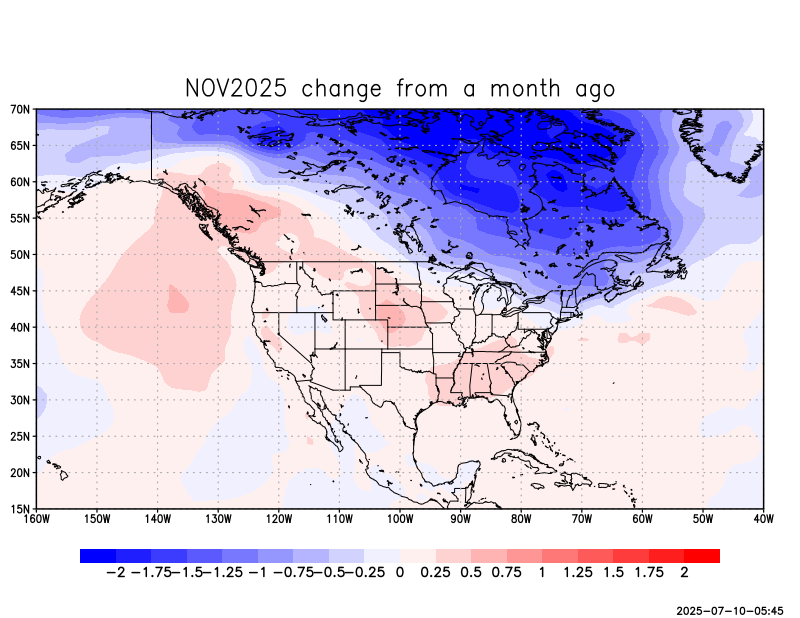 NOV2025 change from a month ago
70N
65N
60N
55N
50N
45N
40N
35N
30N
25N
20N
15N
160W 150W 140W 130W 120W 110W 100W 90W 80W 70W 60W 50W 40W
-2 -1.75 -1.5 -1.25 -1 -0.75 -0.5 -0.25 0 0.25 0.5 0.75 1 1.25 1.5 1.75 2
2025-07-10-05:45